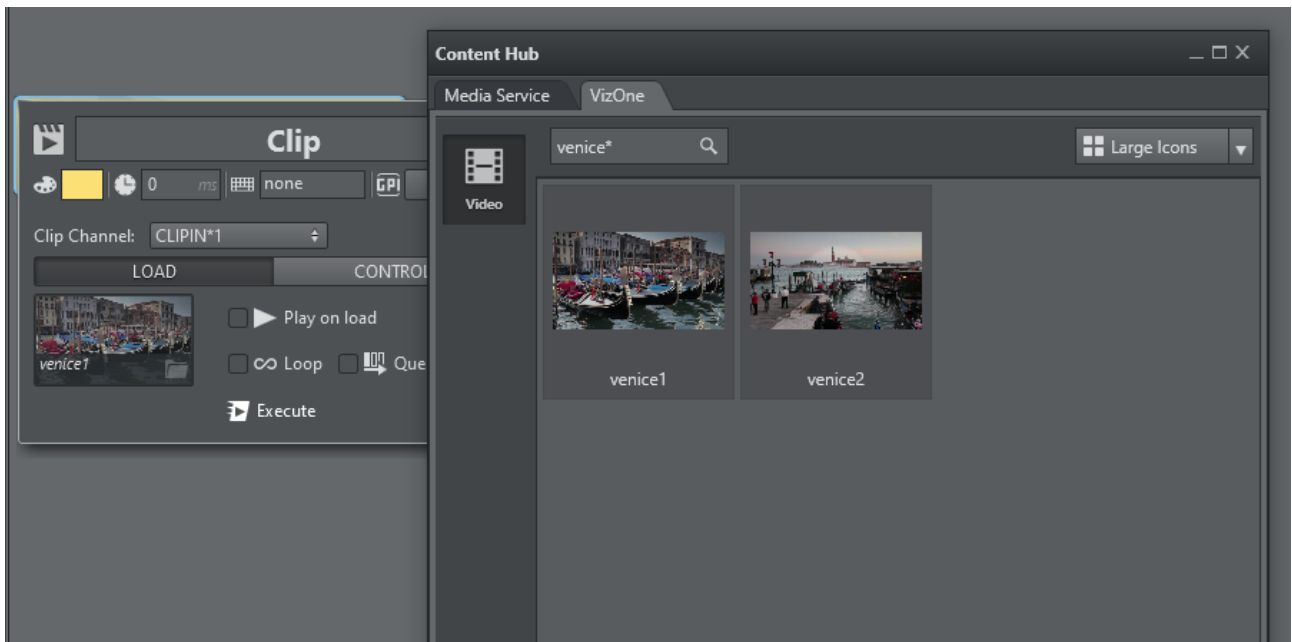 Content Hub
Media Service VizOne
Clip
venice* Large Icons
0 ms none GPI
Video
Clip Channel: CLIPIN*1
LOAD CONTROL
Play on load
venice1 Loop Que
venice1 venice2
Execute